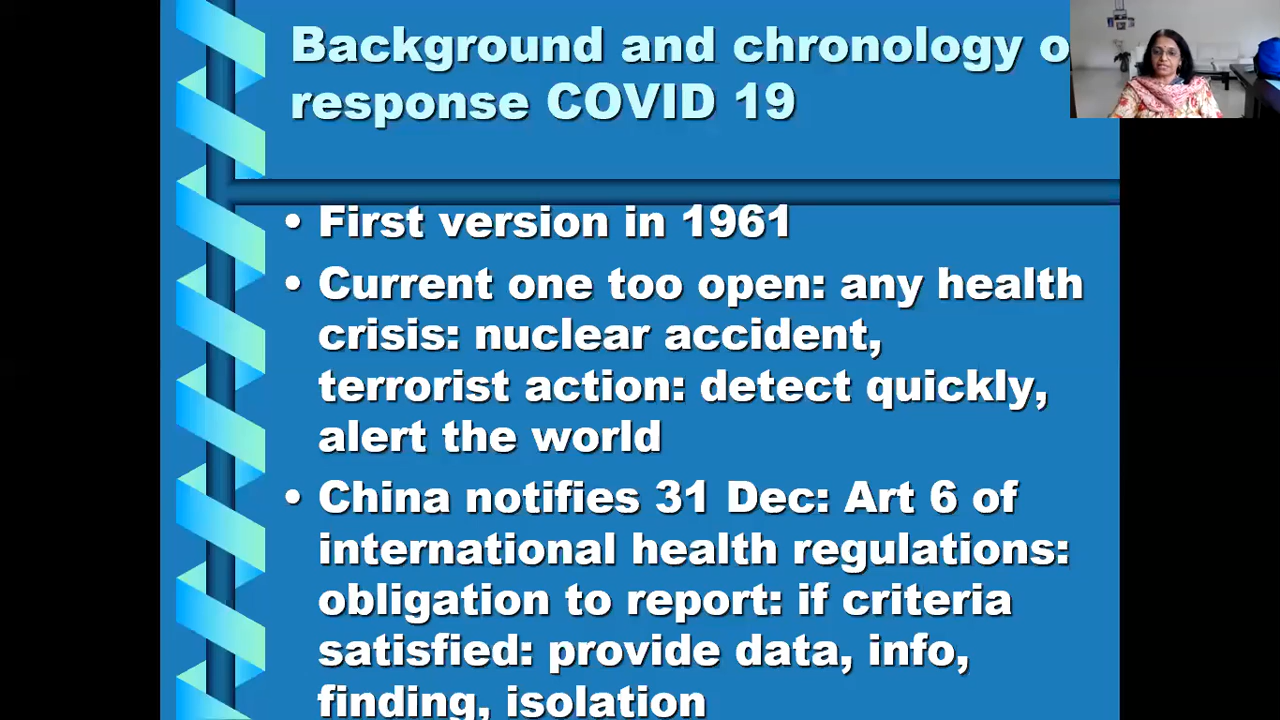 Background and chronology o
response COVID 19
• First version in 1961
• Current one too open: any health
crisis: nuclear accident,
terrorist action: detect quickly,
alert the world
• China notifies 31 Dec: Art 6 of
international health regulations:
obligation to report: if criteria
satisfied: provide data, info,
finding, isolation